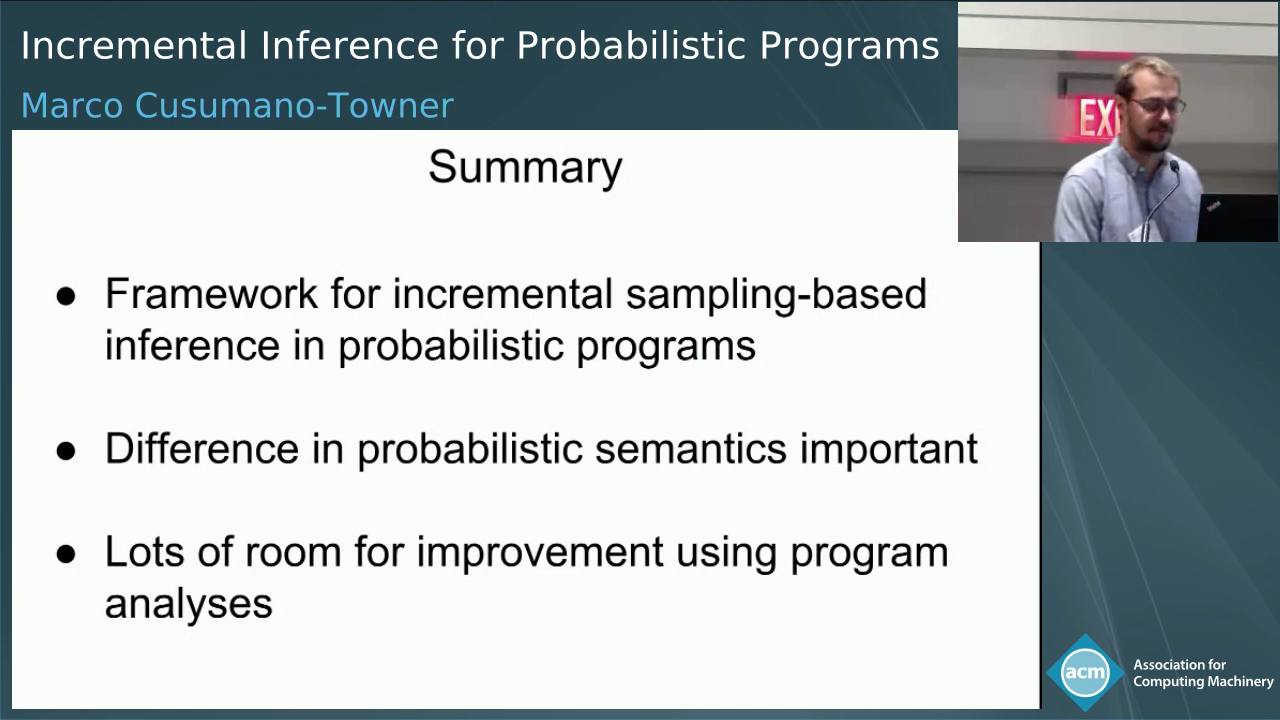 Incremental Inference for Probabilistic Programs
Marco Cusumano-Towner
EXI
Summary
● Framework for incremental sampling-based
inference in probabilistic programs
● Difference in probabilistic semantics important
● Lots of room for improvement using program
analyses
acm
Association for
Computing Machinery